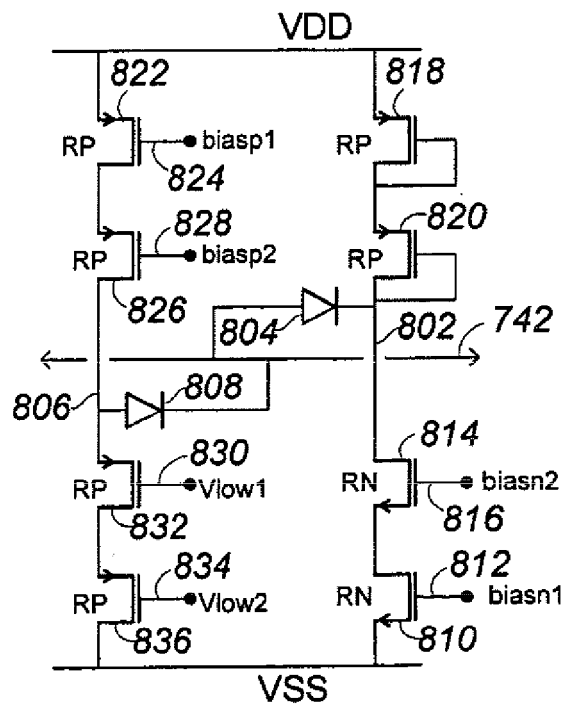 VDD
822
818
RP
biasp1
RP
824
820
828
RP
biasp2
RP
826
804
802
742
806
808
814
830
RP
Vlow1
RN
biasn2
832
816
834
812
RP
Vlow2
RN
biasn1
836
810
VSS